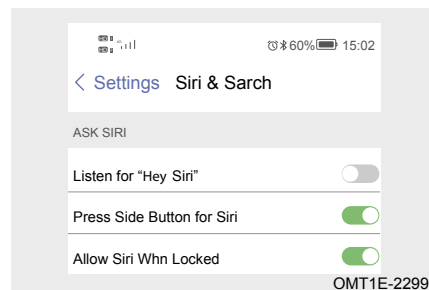 60% 15:02
< Settings Siri & Sarch
ASK SIRI
Listen for “Hey Siri”
Press Side Button for Siri
Allow Siri Whn Locked
OMT1E-2299